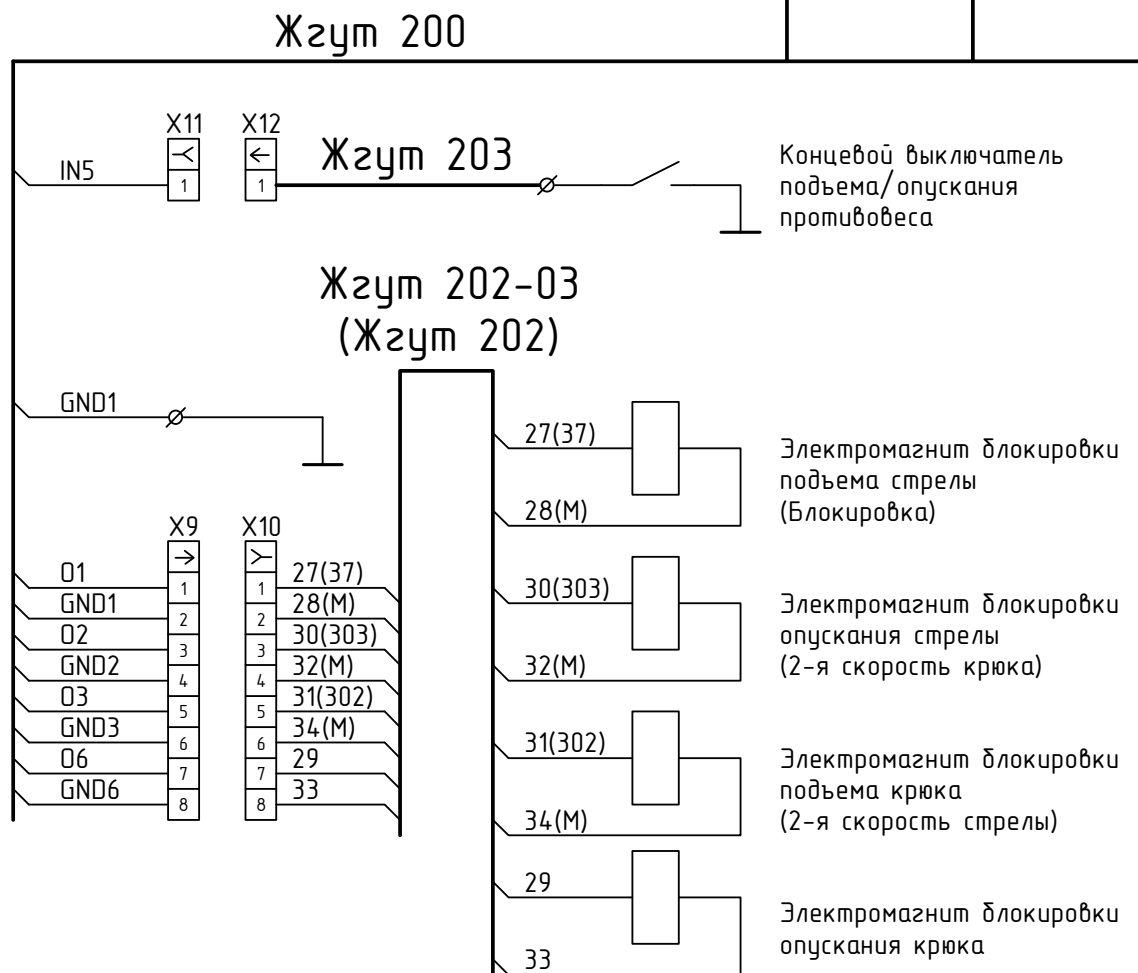 Жгут 200
X11 X12
IN5
1 1
Жгут 203
Концевой выключатель
подъема/опускания
противовеса
Жгут 202-03
(Жгут 202)
GND1
27(37)
28(М)
Электромагнит блокировки
подъема стрелы
(Блокировка)
X9 X10
O1 1 1 27(37)
GND1 2 2 28(М)
O2 3 3 30(303)
GND2 4 4 32(М)
O3 5 5 31(302)
GND3 6 6 34(М)
O6 7 7 29
GND6 8 8 33
30(303)
32(М)
Электромагнит блокировки
опускания стрелы
(2-я скорость крюка)
31(302)
34(М)
Электромагнит блокировки
подъема крюка
(2-я скорость стрелы)
29
33
Электромагнит блокировки
опускания крюка